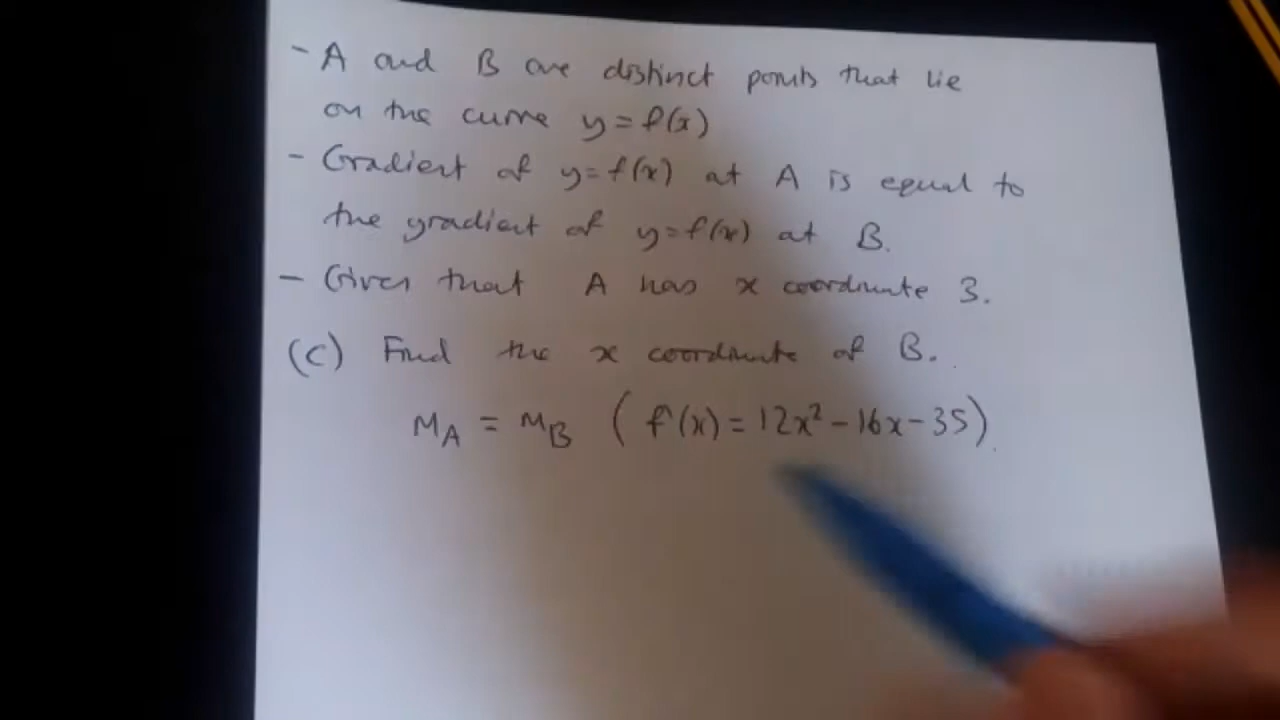 - A and B are distinct points that lie
on the curve y = f(x)
- Gradient of y=f(x) at A is equal to
the gradient of y=f(x) at B.
- Given that A has x coordinate 3.
(c) Find the x coordinate of B.
M_A = M_B ( f'(x) = 12x² - 16x - 35)